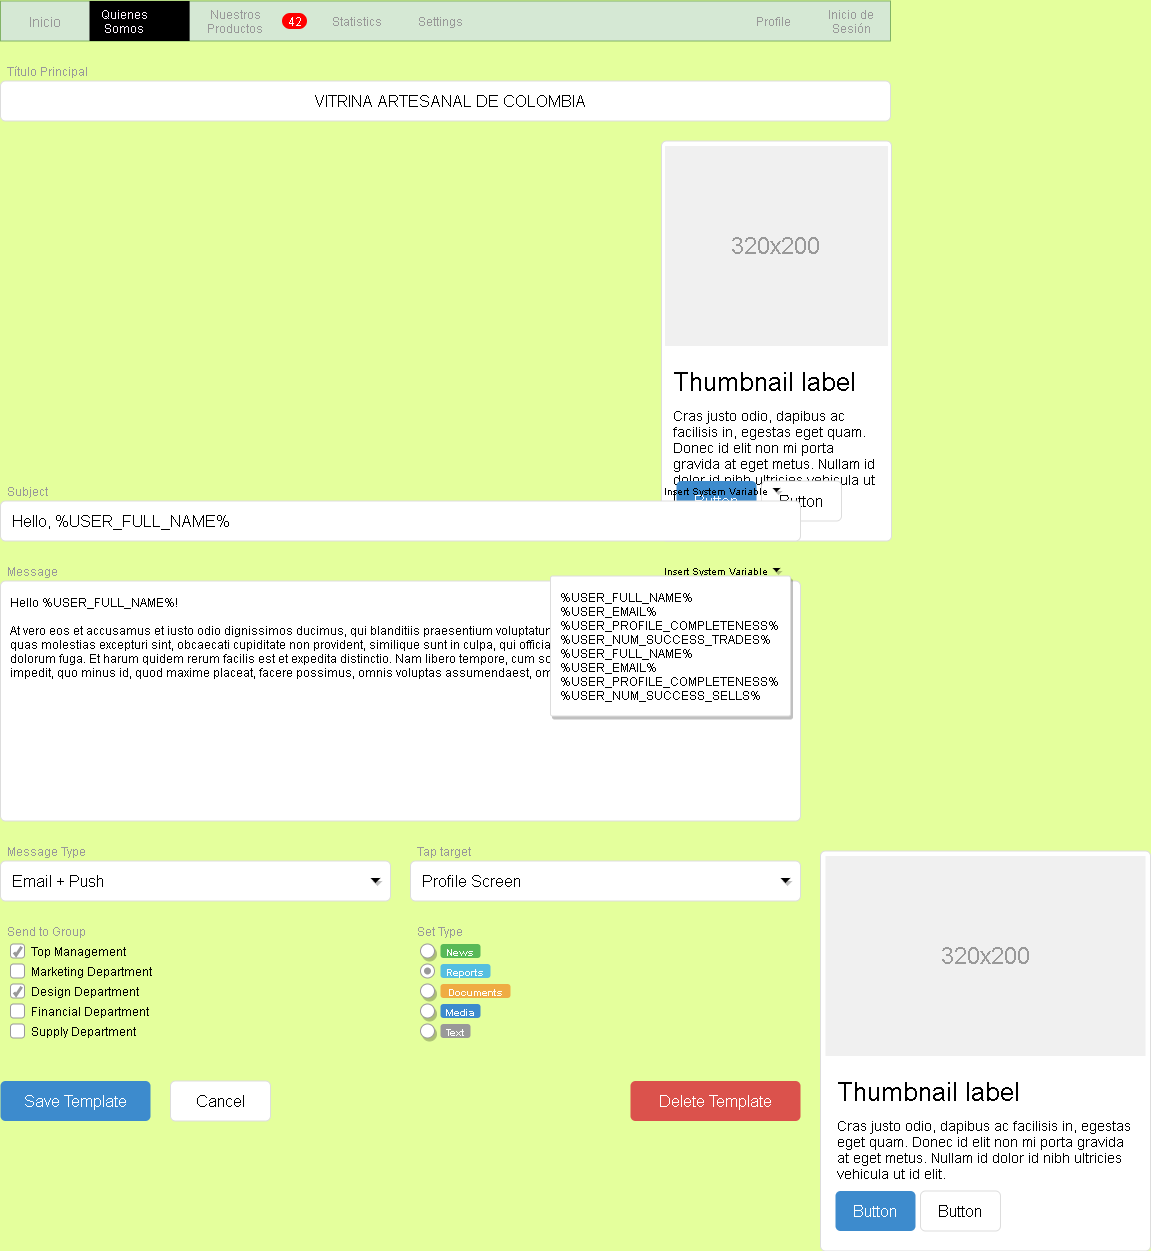 Inicio
Quienes
Somos
Nuestros
Productos
42
Statistics
Settings
Profile
Inicio de
Sesión
Título Principal
VITRINA ARTESANAL DE COLOMBIA
320x200
Thumbnail label
Cras justo odio, dapibus ac
facilisis in, egestas eget quam.
Donec id elit non mi porta
gravida at eget metus. Nullam id
dolor id nibh ultricies vehicula ut
Subject
Insert System Variable
Button
Button
Hello, %USER_FULL_NAME%
Message
Insert System Variable
Hello %USER_FULL_NAME%!
At vero eos et accusamus et iusto odio dignissimos ducimus, qui blanditiis praesentium voluptatum
quas molestias excepturi sint, obcaecati cupiditate non provident, similique sunt in culpa, qui officia
dolorum fuga. Et harum quidem rerum facilis est et expedita distinctio. Nam libero tempore, cum
impedit, quo minus id, quod maxime placeat, facere possimus, omnis voluptas assumendaest,
%USER_FULL_NAME%
%USER_EMAIL%
%USER_PROFILE_COMPLETENESS%
%USER_NUM_SUCCESS_TRADES%
%USER_FULL_NAME%
%USER_EMAIL%
%USER_PROFILE_COMPLETENESS%
%USER_NUM_SUCCESS_SELLS%
Message Type
Email + Push
Tap target
Profile Screen
Send to Group
Top Management
Marketing Department
Design Department
Financial Department
Supply Department
Set Type
News
Reports
Documents
Media
Text
Save Template
Cancel
Delete Template
320x200
Thumbnail label
Cras justo odio, dapibus ac facilisis in, egestas
eget quam. Donec id elit non mi porta gravida
at eget metus. Nullam id dolor id nibh ultricies
vehicula ut id elit.
Button
Button